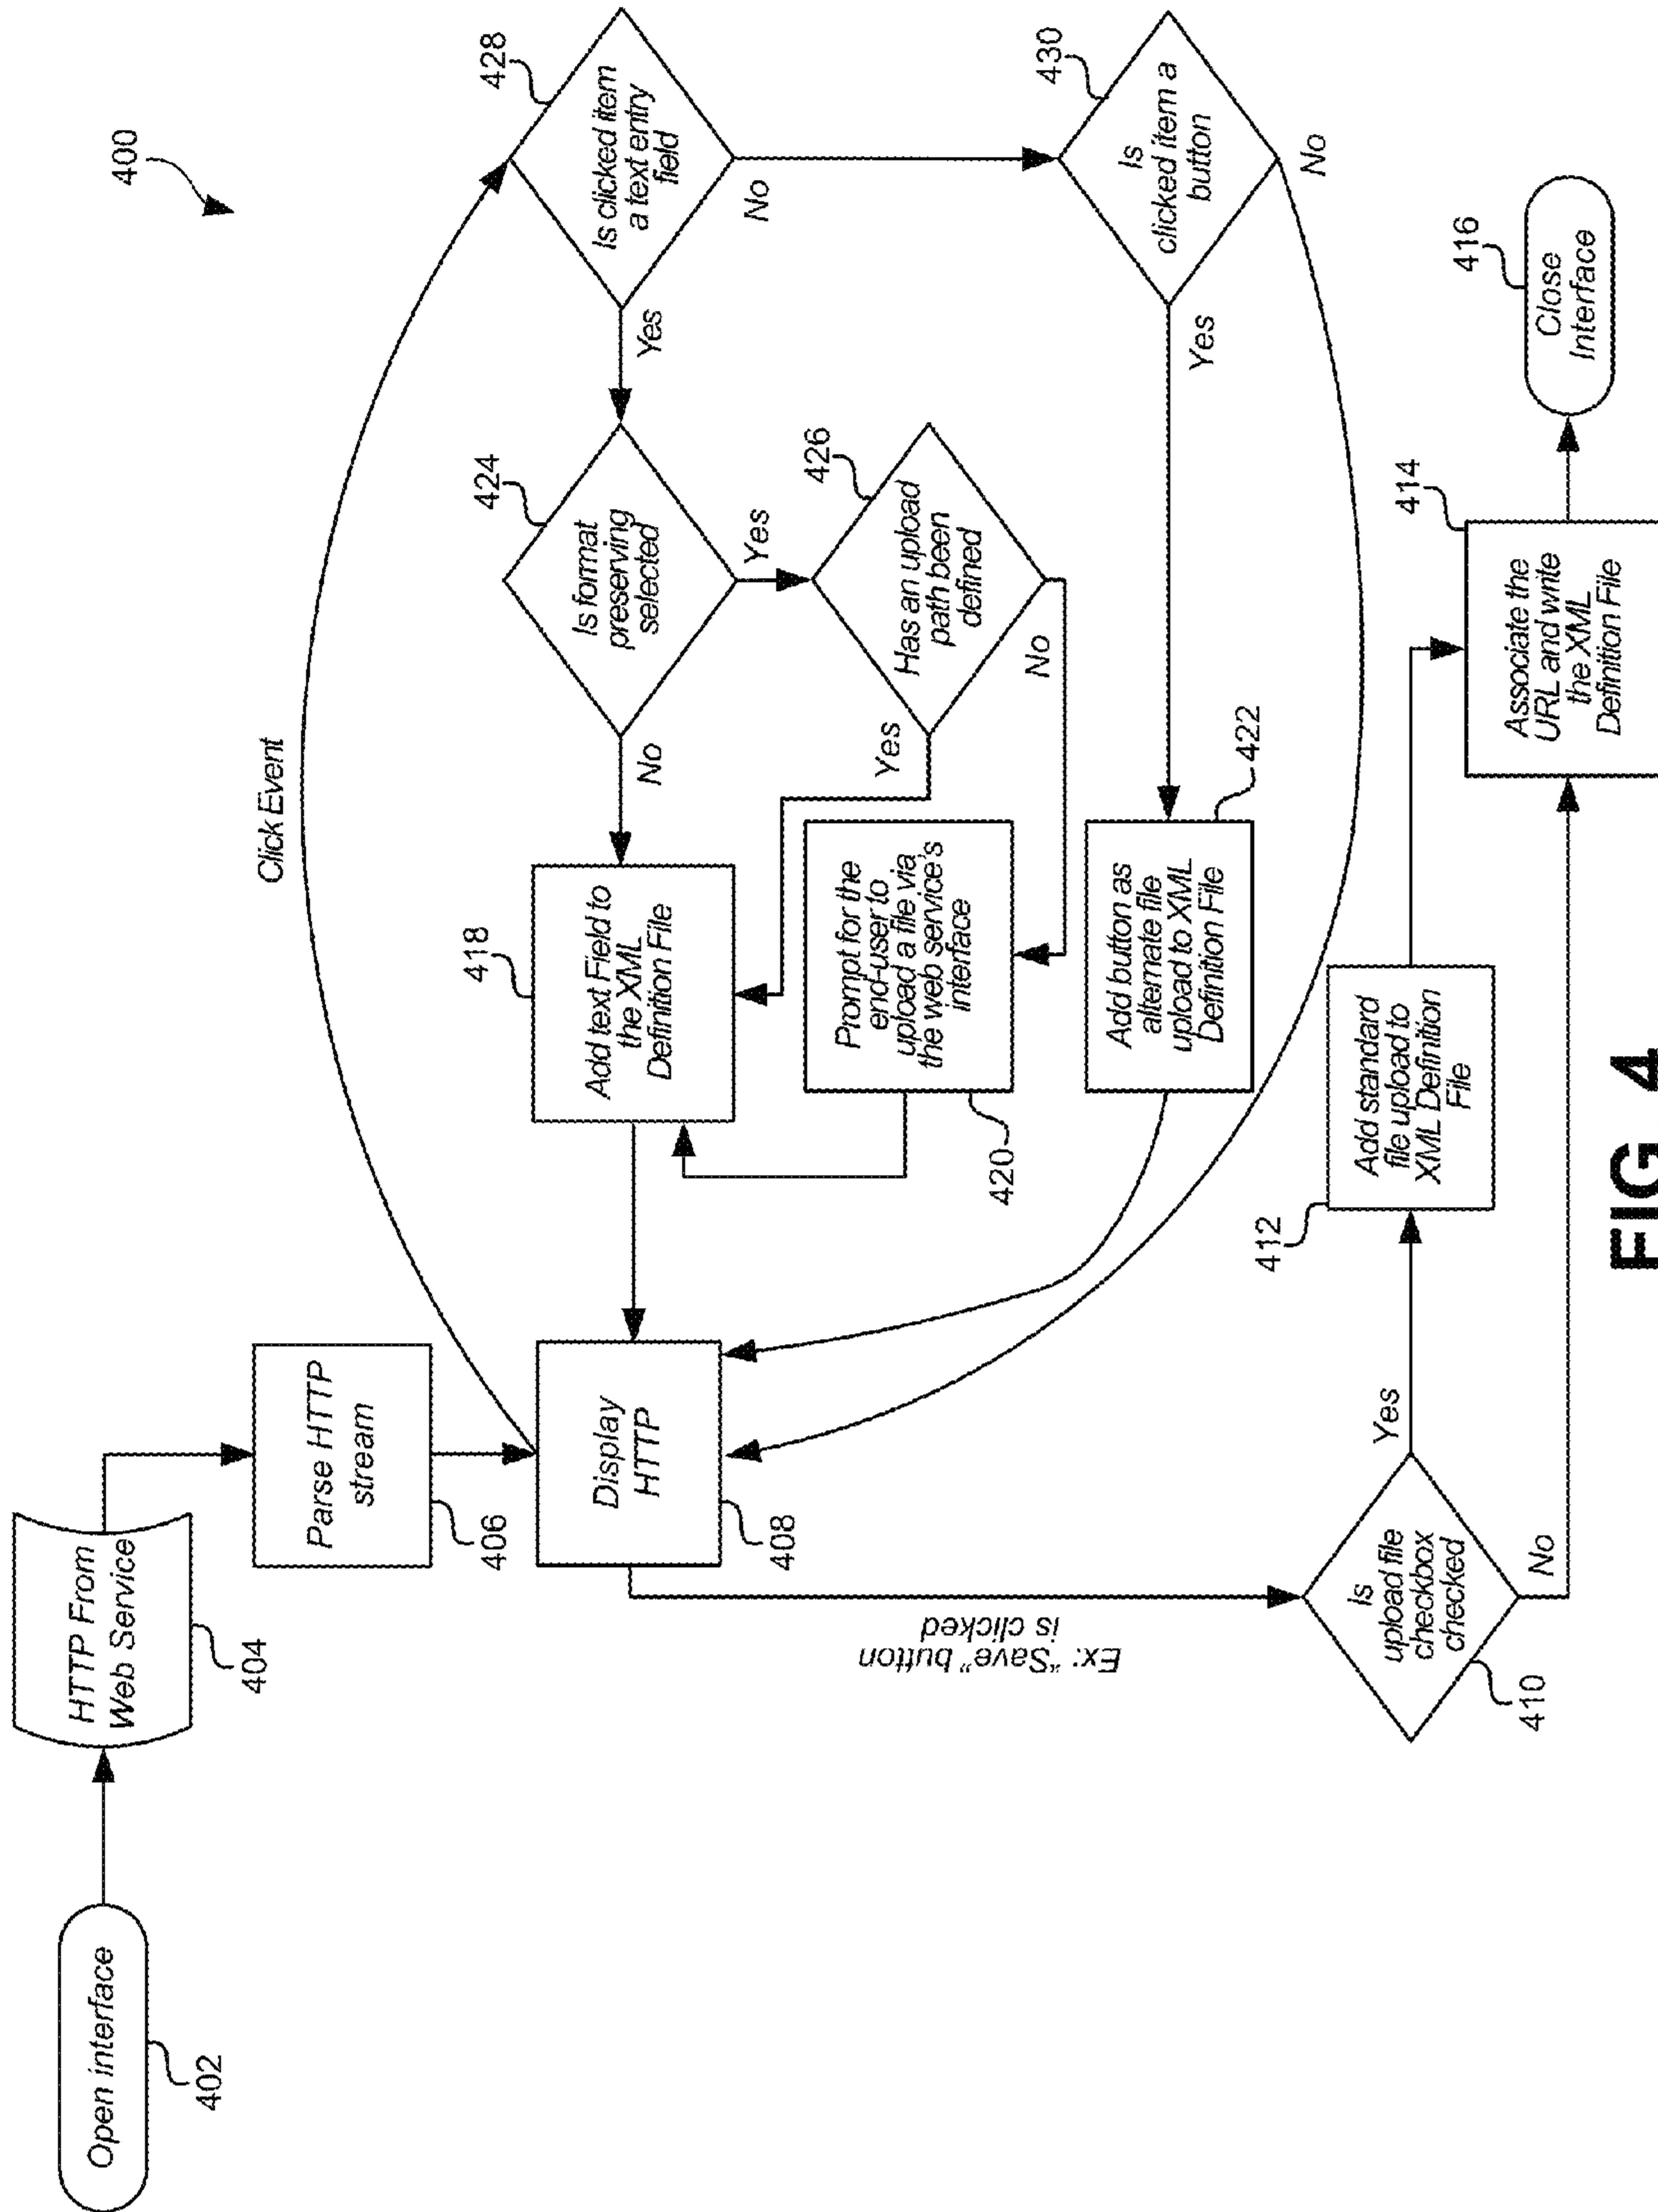 400
Open interface
402
HTTP From
Web Service
404
Parse HTTP
stream
406
Display
HTTP
408
Click Event
Is clicked item
a text entry
field
428
Yes
No
Is format
preserving
selected
424
No
Yes
Has an upload
path been
defined
426
Yes
No
Add text Field to
the XML
Definition File
418
Prompt for the
end-user to
upload a file via
the web service's
interface
420
Is
clicked item a
button
430
Yes
No
Add button as
alternate file
upload to XML
Definition File
422
Ex: "Save" button
is clicked
Is
upload file
checkbox
checked
410
Yes
No
Add standard
file upload to
XML Definition
File
412
Associate the
URL and write
the XML
Definition File
414
Close
Interface
416
FIG 4